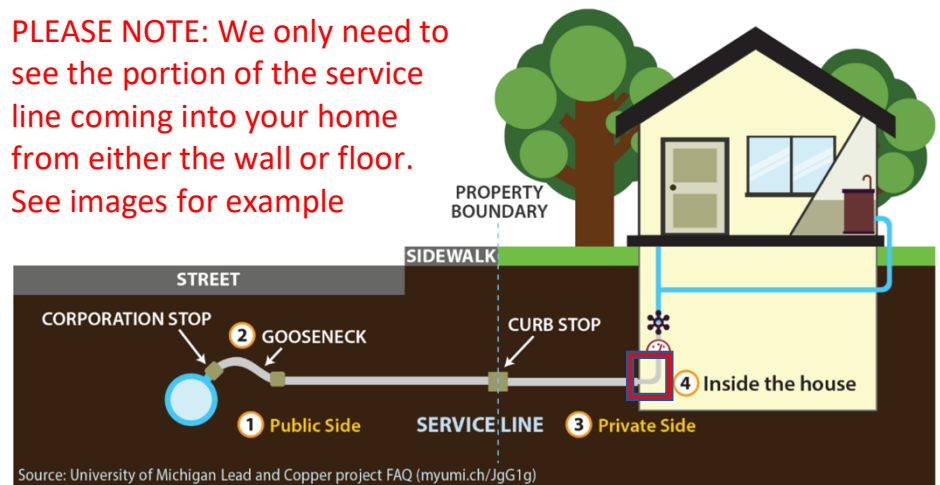 PLEASE NOTE: We only need to
see the portion of the service
line coming into your home
from either the wall or floor.
See images for example
PROPERTY
BOUNDARY
SIDEWALK
STREET
CORPORATION STOP
2 GOOSENECK
CURB STOP
4 Inside the house
1 Public Side
SERVICE LINE
3 Private Side
Source: University of Michigan Lead and Copper project FAQ (myumi.ch/JgG1g)